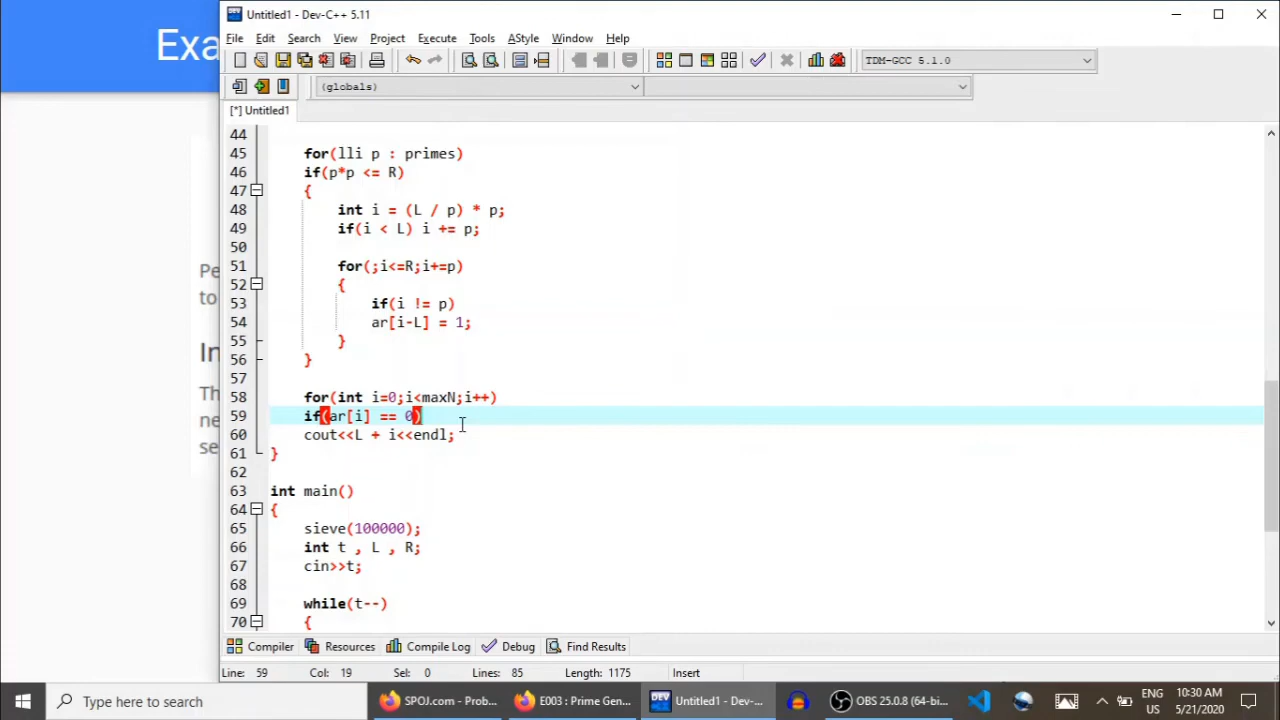 Exa
Pe
to
In
Th
ne
se
Untitled1 - Dev-C++ 5.11
File Edit Search View Project Execute Tools AStyle Window Help
TDM-GCC 5.1.0
(globals)
[*] Untitled1
44
45 for(lli p : primes)
46 if(p*p <= R)
47 {
48 int i = (L / p) * p;
49 if(i < L) i += p;
50
51 for(;i<=R;i+=p)
52 {
53 if(i != p)
54 ar[i-L] = 1;
55 }
56 }
57
58 for(int i=0;i<maxN;i++)
59 if(ar[i] == 0)
60 cout<<L + i<<endl;
61 }
62
63 int main()
64 {
65 sieve(100000);
66 int t , L , R;
67 cin>>t;
68
69 while(t--)
70 {
Compiler Resources Compile Log Debug Find Results
Line: 59 Col: 19 Sel: 0 Lines: 85 Length: 1175 Insert
Type here to search
SPOJ.com - Prob...
E003 : Prime Gen...
Untitled1 - Dev-...
OBS 25.0.8 (64-bi...
ENG
US
10:30 AM
5/21/2020